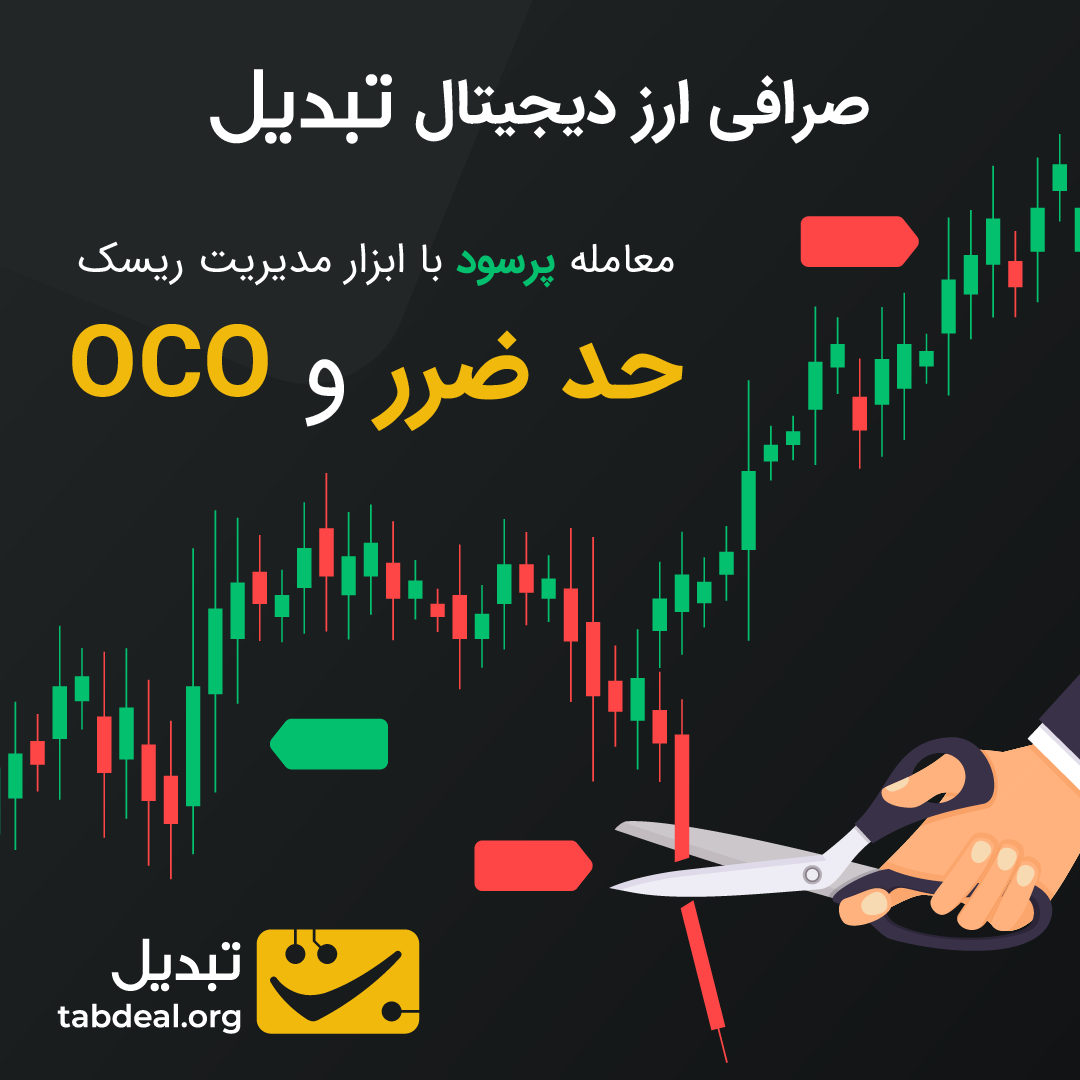 صرافی ارز دیجیتال تبدیل
معامله پرسود با ابزار مدیریت ریسک
حد ضرر و OCO
تبدیل
tabdeal.org